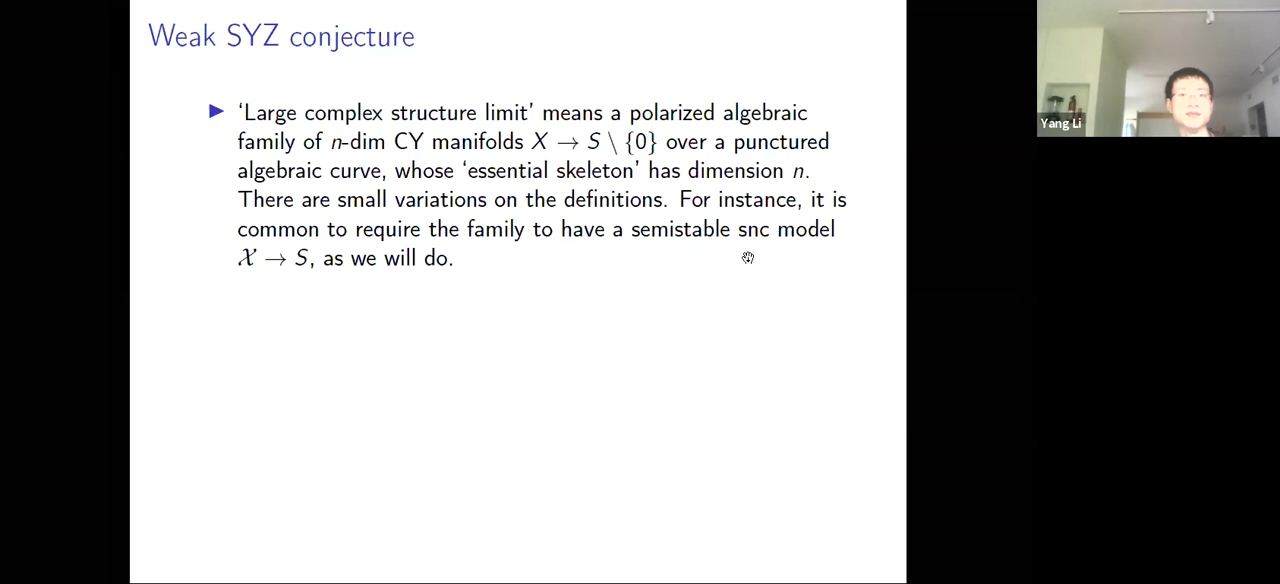 Weak SYZ conjecture
▶ ‘Large complex structure limit’ means a polarized algebraic
family of n-dim CY manifolds X → S \ {0} over a punctured
algebraic curve, whose ‘essential skeleton’ has dimension n.
There are small variations on the definitions. For instance, it is
common to require the family to have a semistable snc model
𝒳 → S, as we will do.
Yang Li